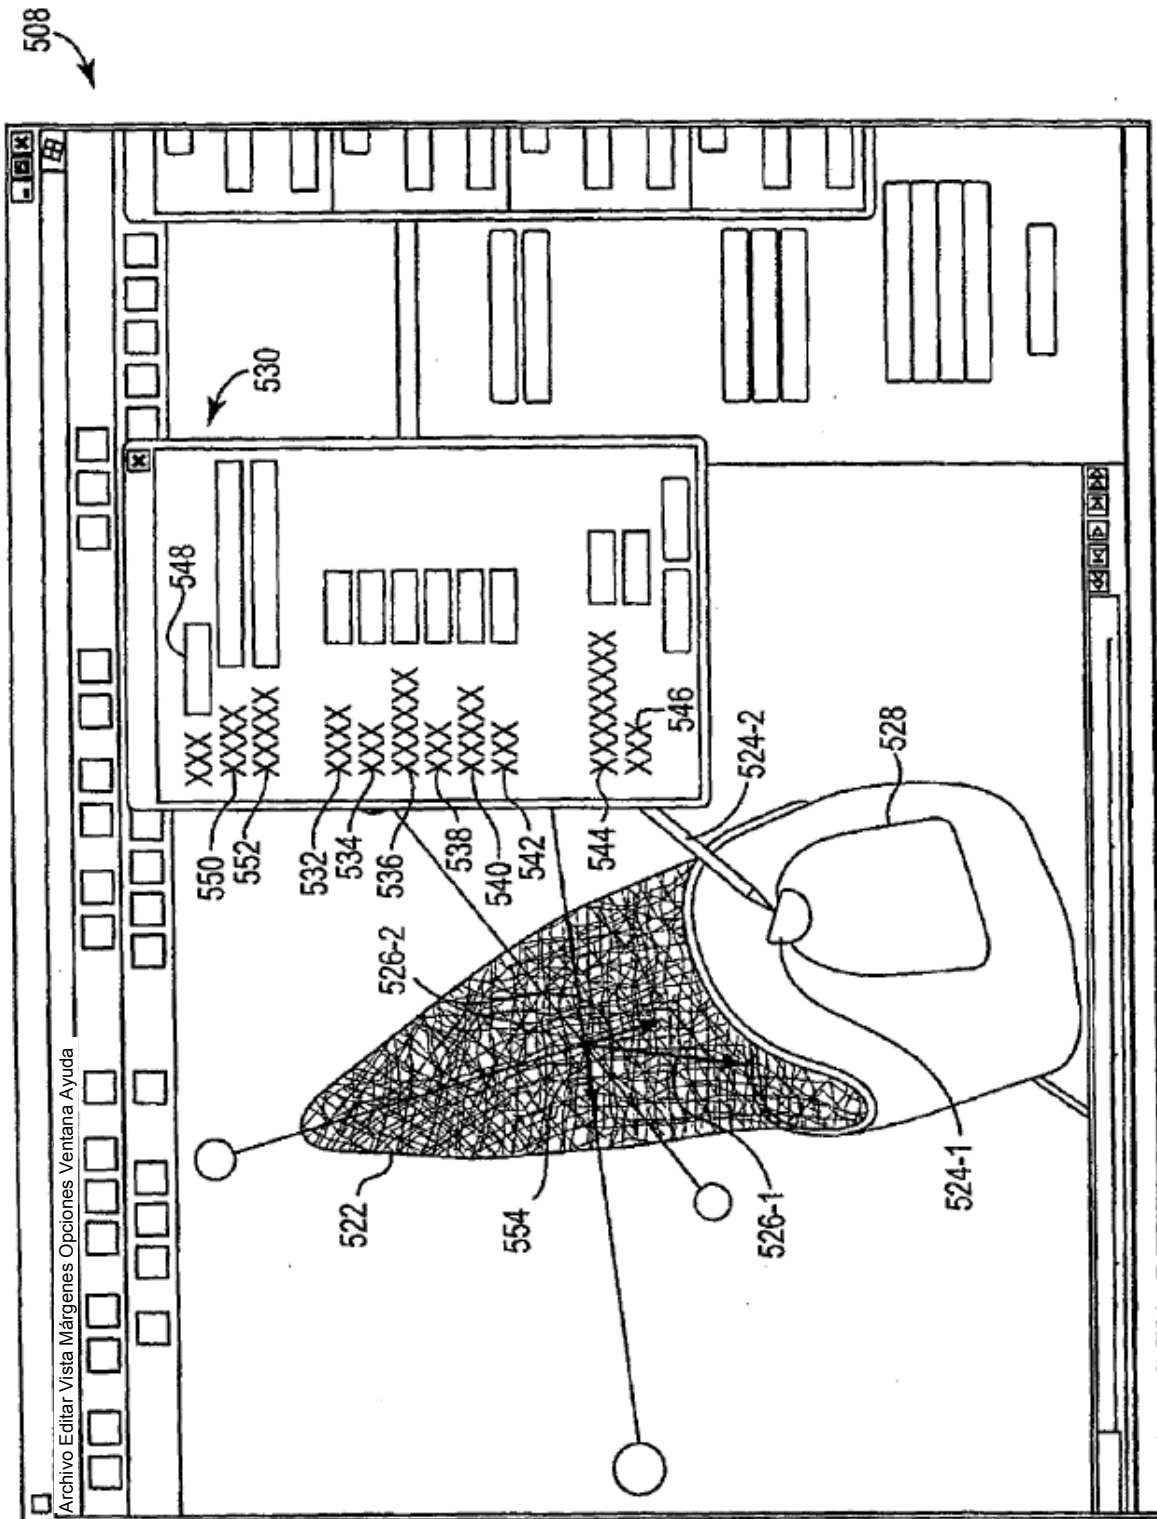 508
Archivo Editar Vista Márgenes Opciones Ventana Ayuda
548
XXX
550 XXXX
552 XXXXX
530
532 XXXX
534 XXX
522
536 XXXXXX
526-2
538 XXX
540 XXXXX
542 XXX
554
544 XXXXXXXX
XXX
546
524-2
526-1
528
524-1